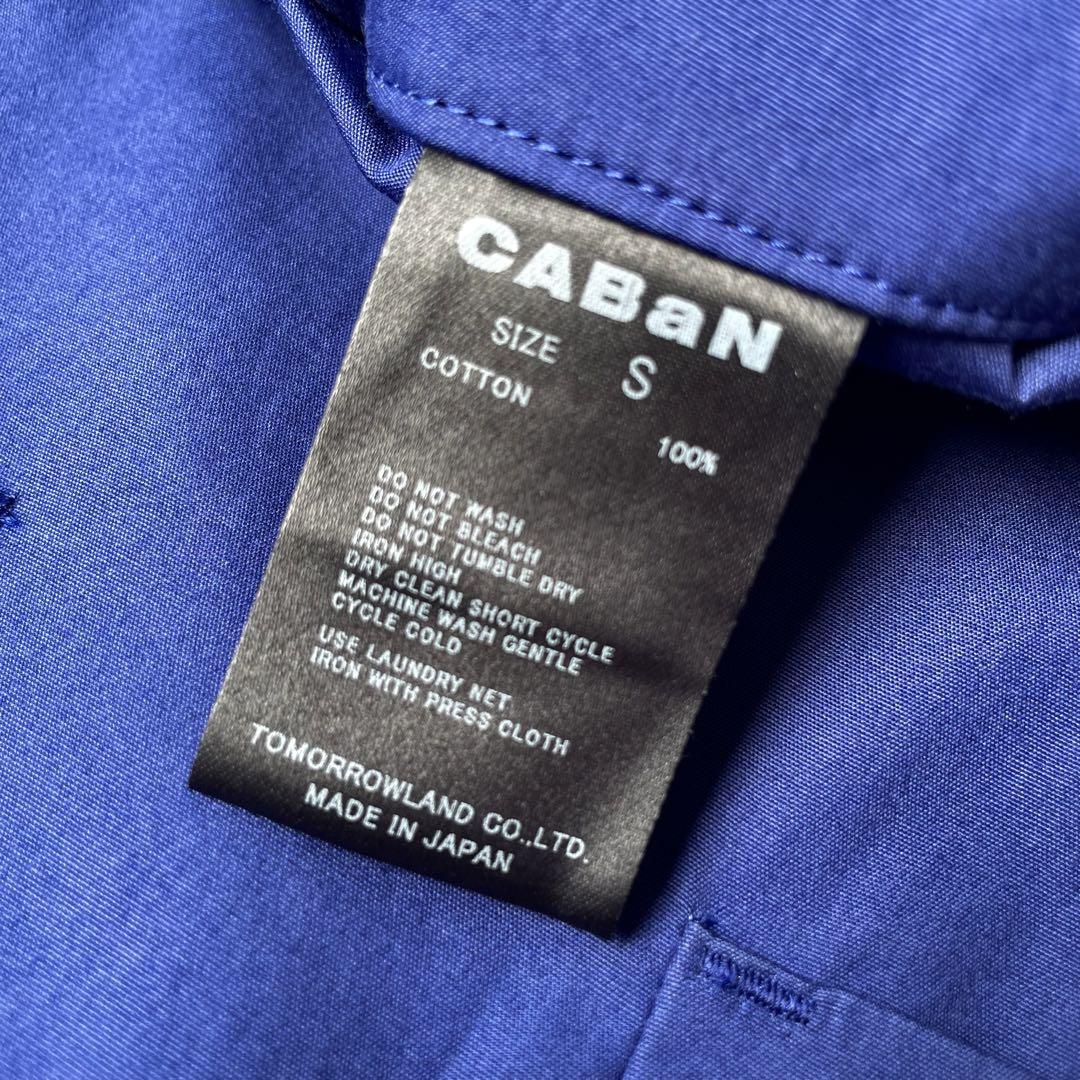 CABaN
SIZE S
COTTON 100%
DO NOT WASH
DO NOT BLEACH
DO NOT TUMBLE DRY
IRON HIGH
DRY CLEAN SHORT CYCLE
MACHINE WASH GENTLE
CYCLE COLD
USE LAUNDRY NET
IRON WITH PRESS CLOTH
TOMORROWLAND CO.,LTD.
MADE IN JAPAN